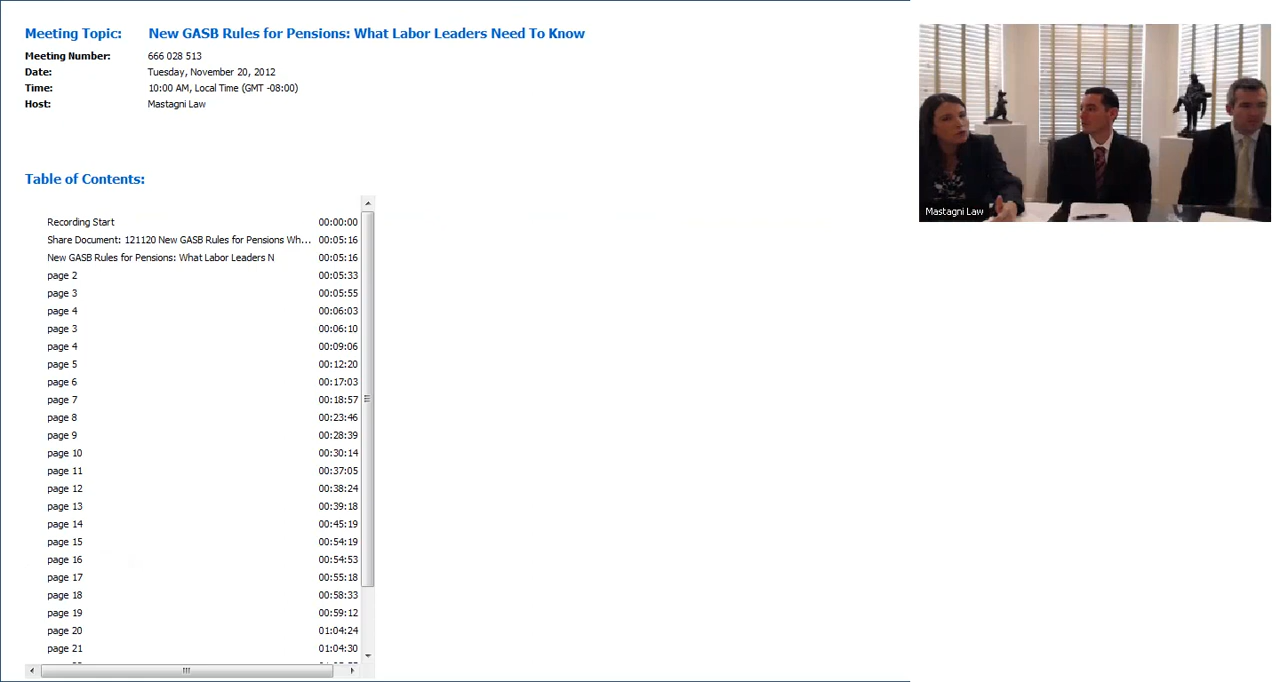 Meeting Topic: New GASB Rules for Pensions: What Labor Leaders Need To Know
Meeting Number: 666 028 513
Date: Tuesday, November 20, 2012
Time: 10:00 AM, Local Time (GMT -08:00)
Host: Mastagni Law
Table of Contents:
Recording Start 00:00:00
Share Document: 121120 New GASB Rules for Pensions Wh... 00:05:16
New GASB Rules for Pensions: What Labor Leaders N 00:05:16
page 2 00:05:33
page 3 00:05:55
page 4 00:06:03
page 3 00:06:10
page 4 00:09:06
page 5 00:12:20
page 6 00:17:03
page 7 00:18:57
page 8 00:23:46
page 9 00:28:39
page 10 00:30:14
page 11 00:37:05
page 12 00:38:24
page 13 00:39:18
page 14 00:45:19
page 15 00:54:19
page 16 00:54:53
page 17 00:55:18
page 18 00:58:33
page 19 00:59:12
page 20 01:04:24
page 21 01:04:30
Mastagni Law